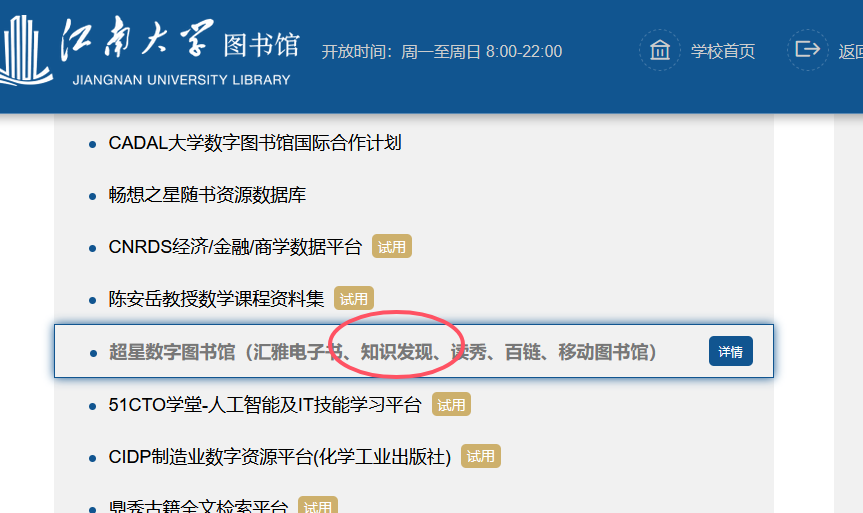 江南大学 图书馆
JIANGNAN UNIVERSITY LIBRARY
开放时间：周一至周日 8:00-22:00
学校首页
返回
CADAL大学数字图书馆国际合作计划
畅想之星随书资源数据库
CNRDS经济/金融/商学数据平台 试用
陈安岳教授数学课程资料集 试用
超星数字图书馆（汇雅电子书、知识发现、读秀、百链、移动图书馆） 详情
51CTO学堂-人工智能及IT技能学习平台 试用
CIDP制造业数字资源平台(化学工业出版社) 试用
鼎秀古籍全文检索平台 试用